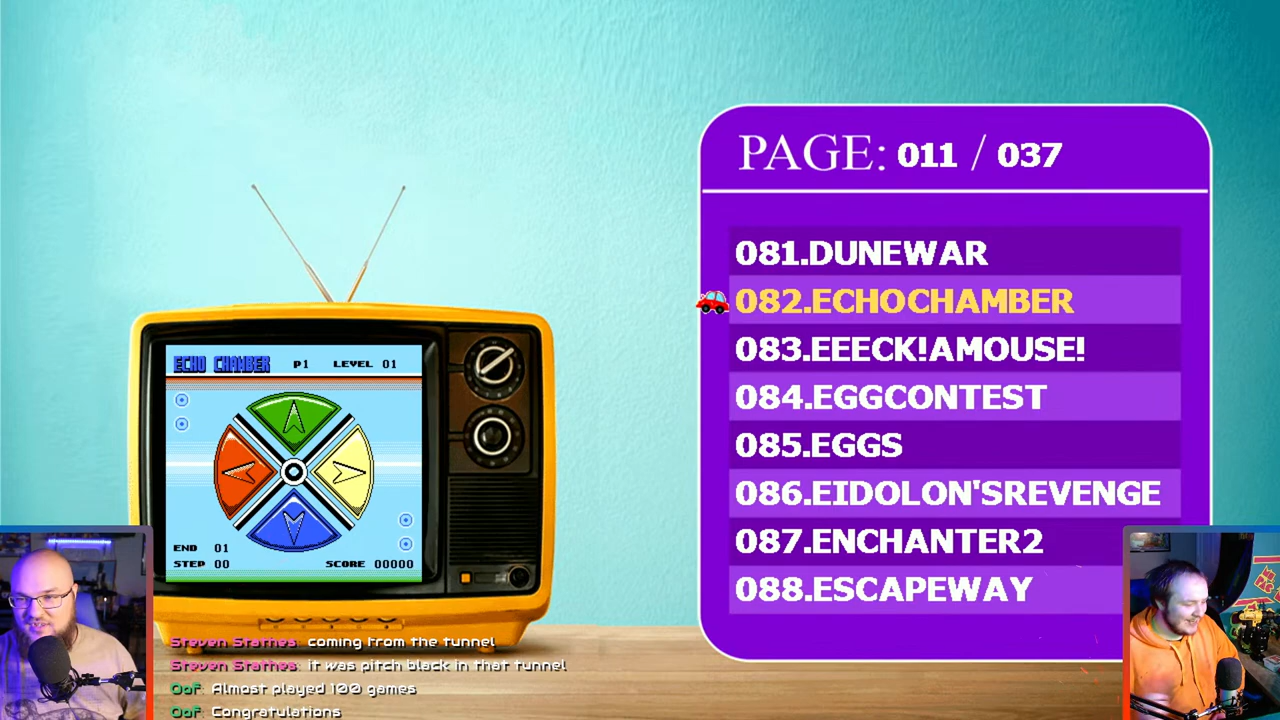 PAGE: 011 / 037
081.DUNEWAR
082.ECHOCHAMBER
083.EEECK!AMOUSE!
084.EGGCONTEST
085.EGGS
086.EIDOLON'SREVENGE
087.ENCHANTER2
088.ESCAPEWAY
ECHO CHAMBER P1 LEVEL 01
END 01
STEP 00 SCORE 00000
Steven Stathes: coming from the tunnel
Steven Stathes: it was pitch black in that tunnel
Oof: Almost played 100 games
Oof: Congratulations